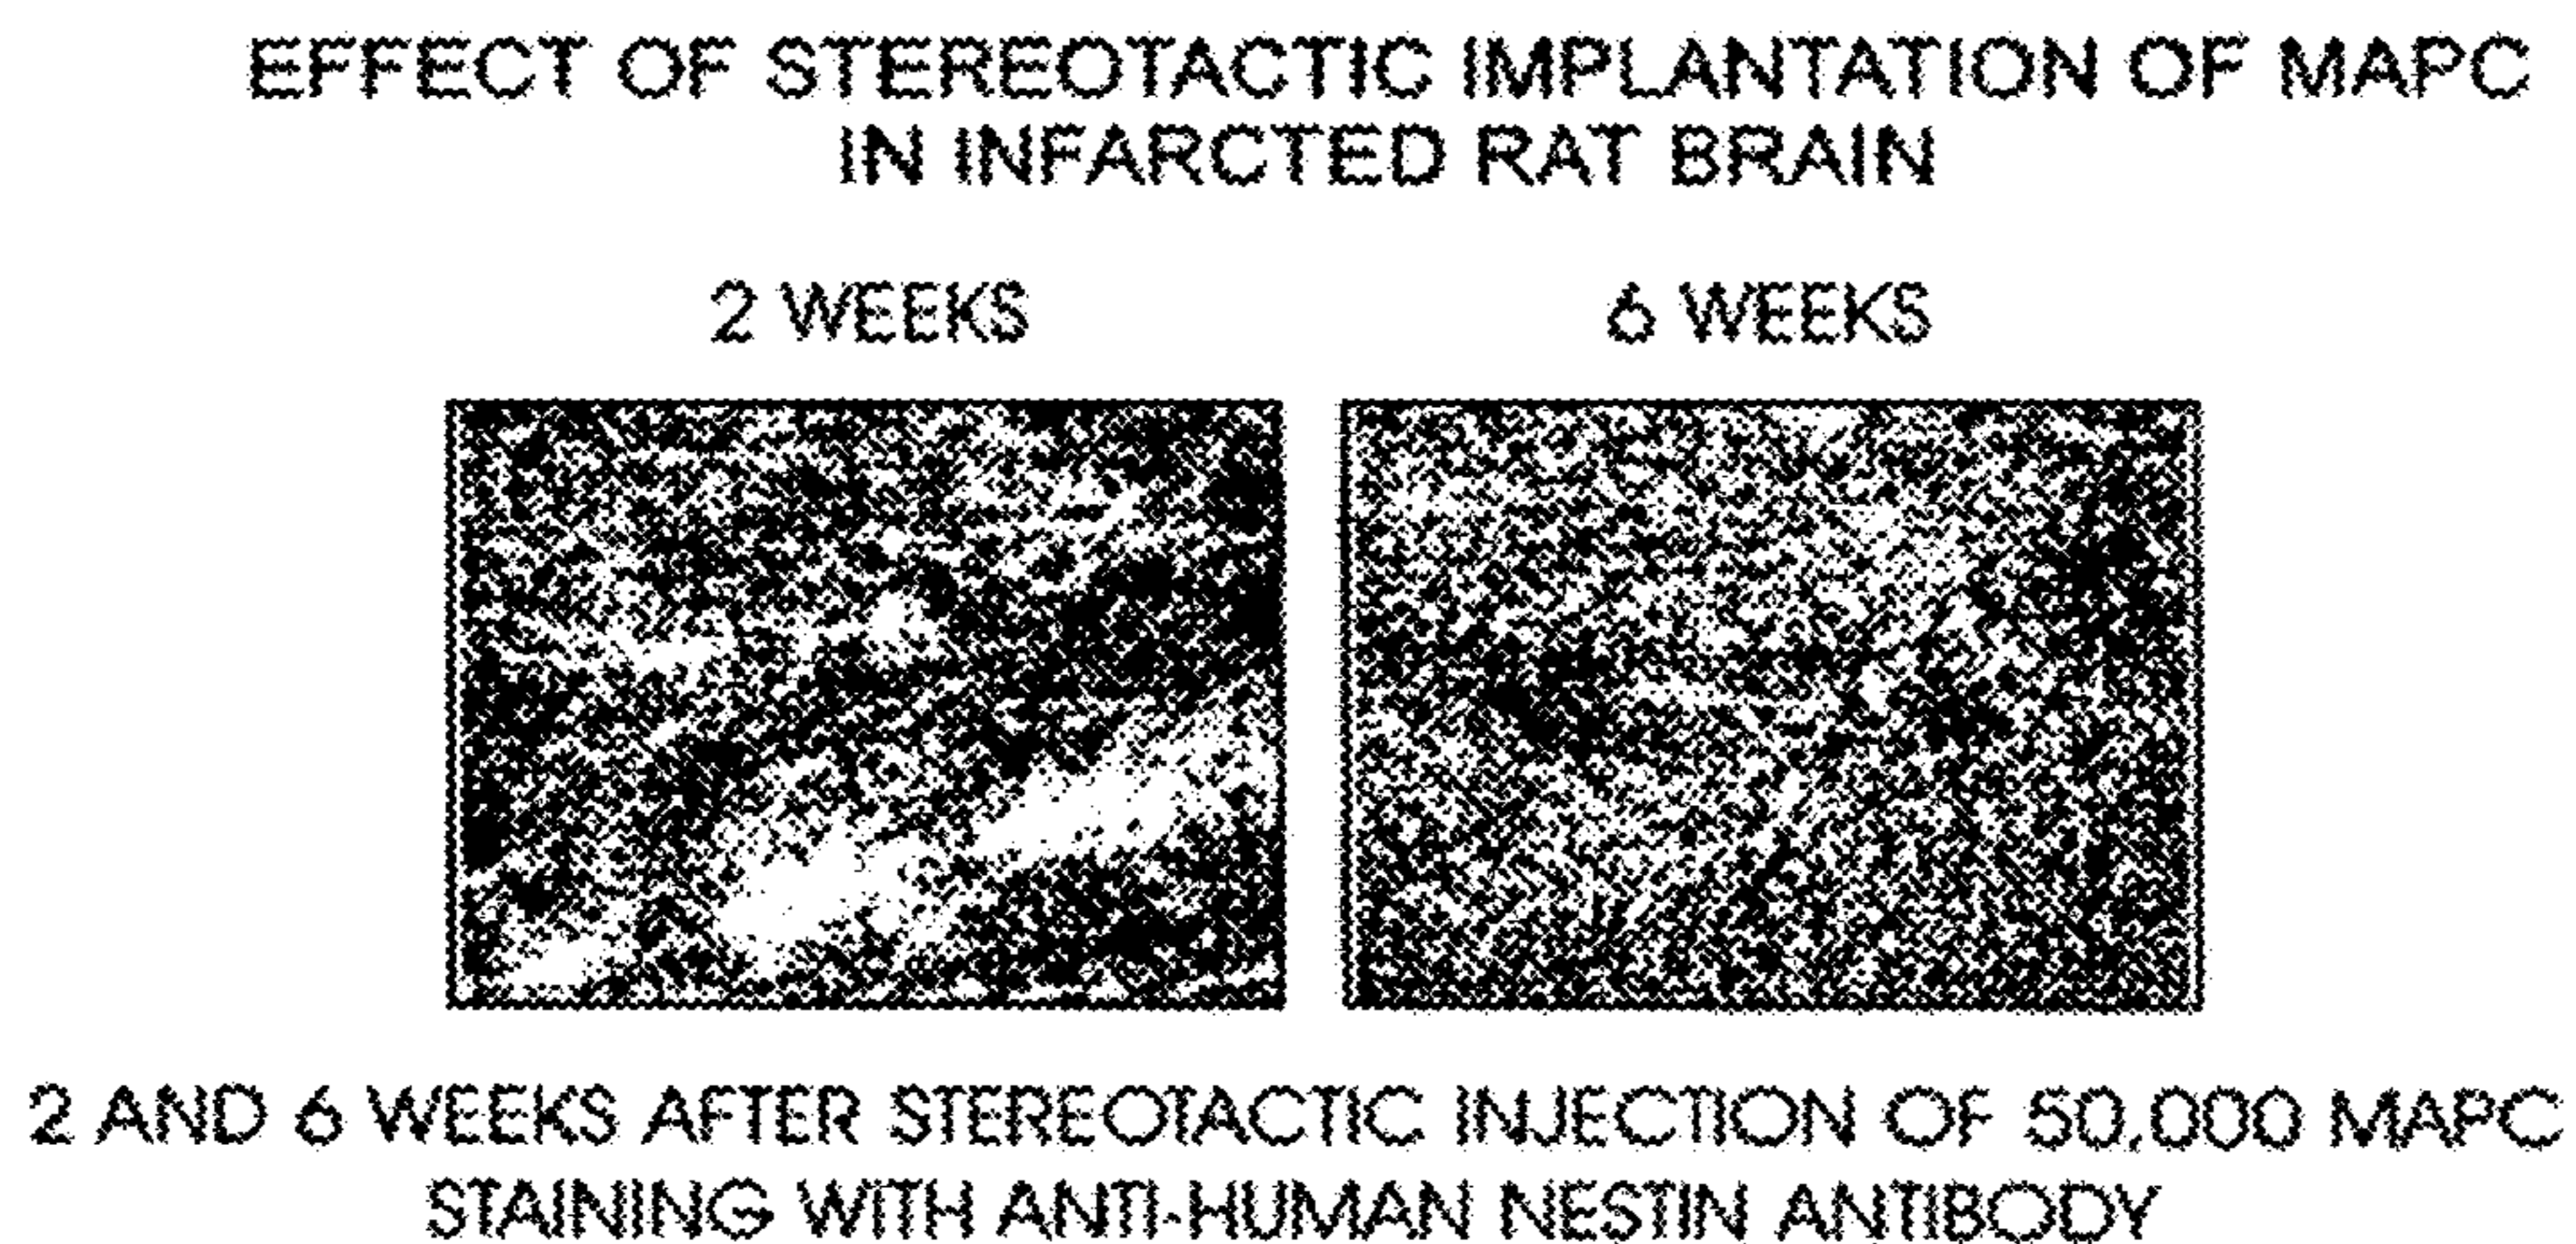 EFFECT OF STEREOTACTIC IMPLANTATION OF MAPC
IN INFARCTED RAT BRAIN
2 WEEKS
6 WEEKS
2 AND 6 WEEKS AFTER STEREOTACTIC INJECTION OF 50,000 MAPC
STAINING WITH ANTI-HUMAN NESTIN ANTIBODY